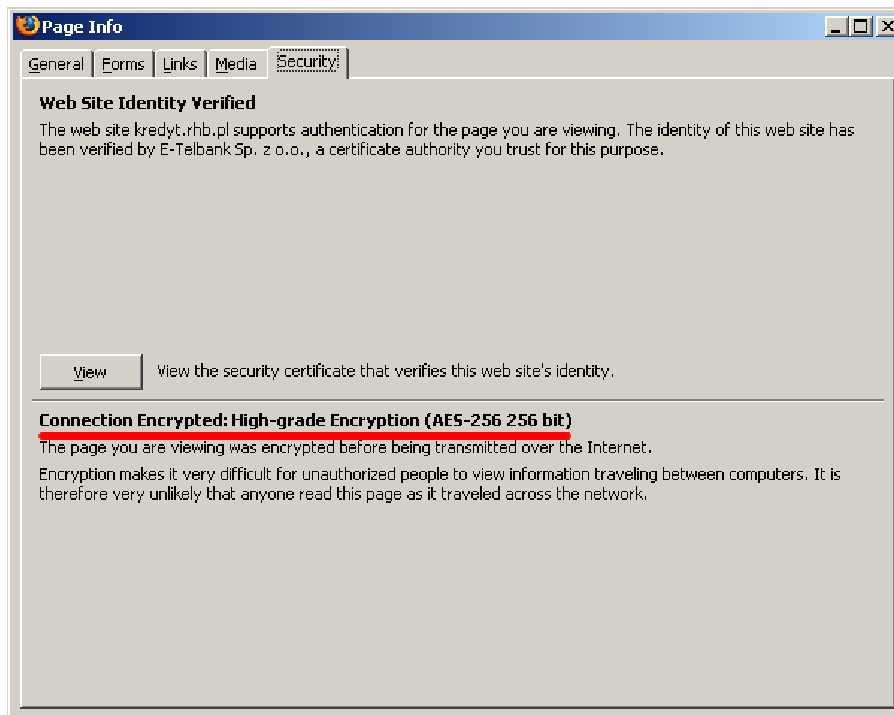 Page Info
General Forms Links Media Security
Web Site Identity Verified
The web site kredyt.rhb.pl supports authentication for the page you are viewing. The identity of this web site has
been verified by E-Telbank Sp. z o.o., a certificate authority you trust for this purpose.
View View the security certificate that verifies this web site's identity.
Connection Encrypted: High-grade Encryption (AES-256 256 bit)
The page you are viewing was encrypted before being transmitted over the Internet.
Encryption makes it very difficult for unauthorized people to view information traveling between computers. It is
therefore very unlikely that anyone read this page as it traveled across the network.